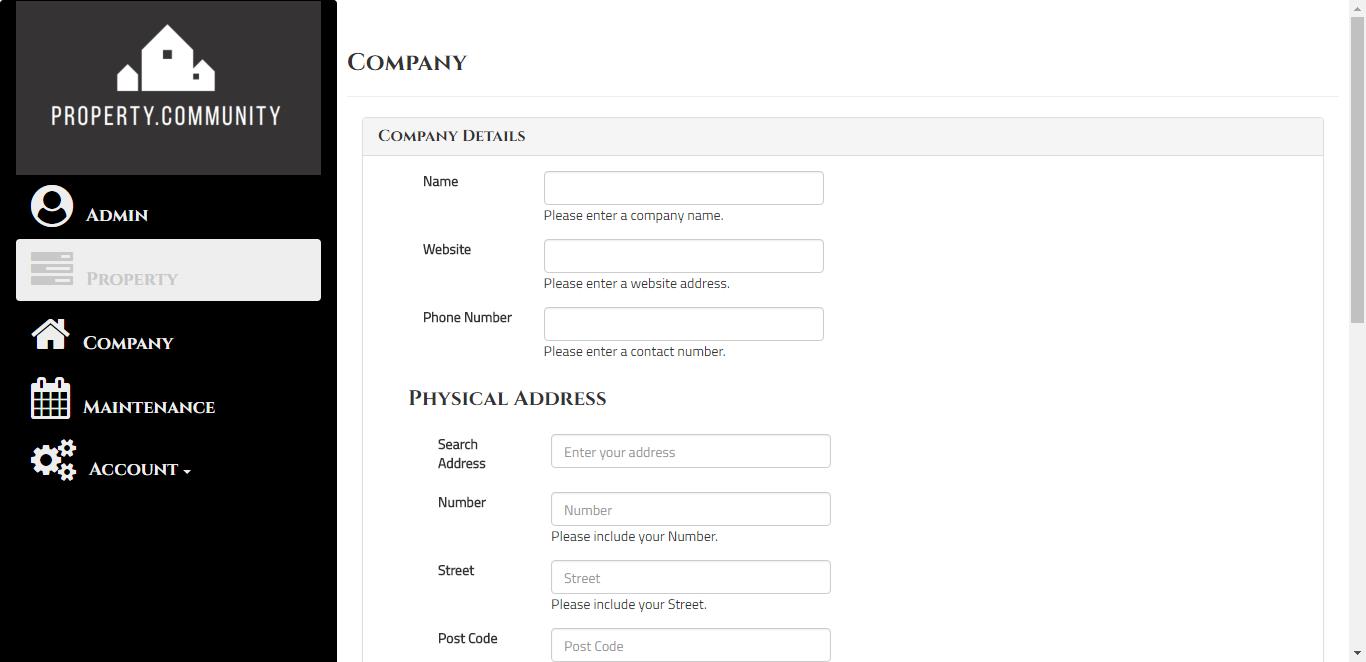 PROPERTY.COMMUNITY
Admin
Property
Company
Maintenance
Account
Company
Company Details
Name
Please enter a company name.
Website
Please enter a website address.
Phone Number
Please enter a contact number.
Physical Address
Search
Address
Enter your address
Number
Number
Please include your Number.
Street
Street
Please include your Street.
Post Code
Post Code